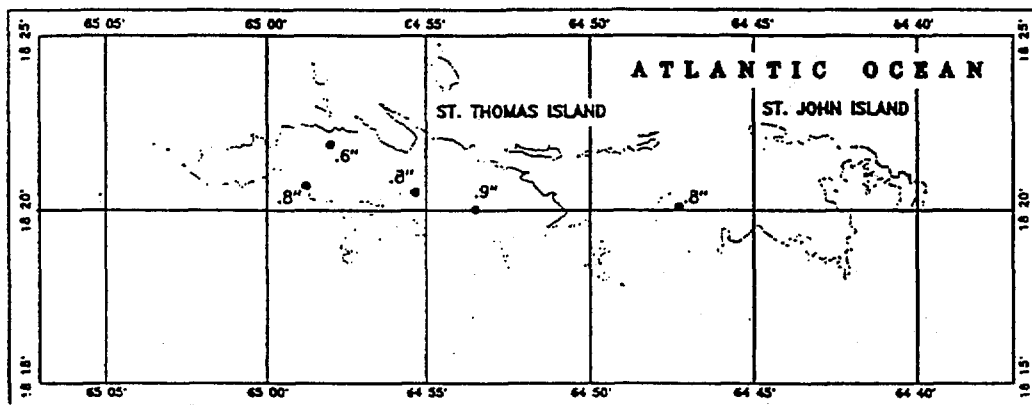 65 05' 65 00' 64 55' 64 50' 64 45' 64 40'
18 25' 18 25'
ATLANTIC OCEAN
ST. THOMAS ISLAND ST. JOHN ISLAND
.6"
.8" .8" .9" .8"
18 20' 18 20'
18 15' 18 15'
65 05' 65 00' 64 55' 64 50' 64 45' 64 40'